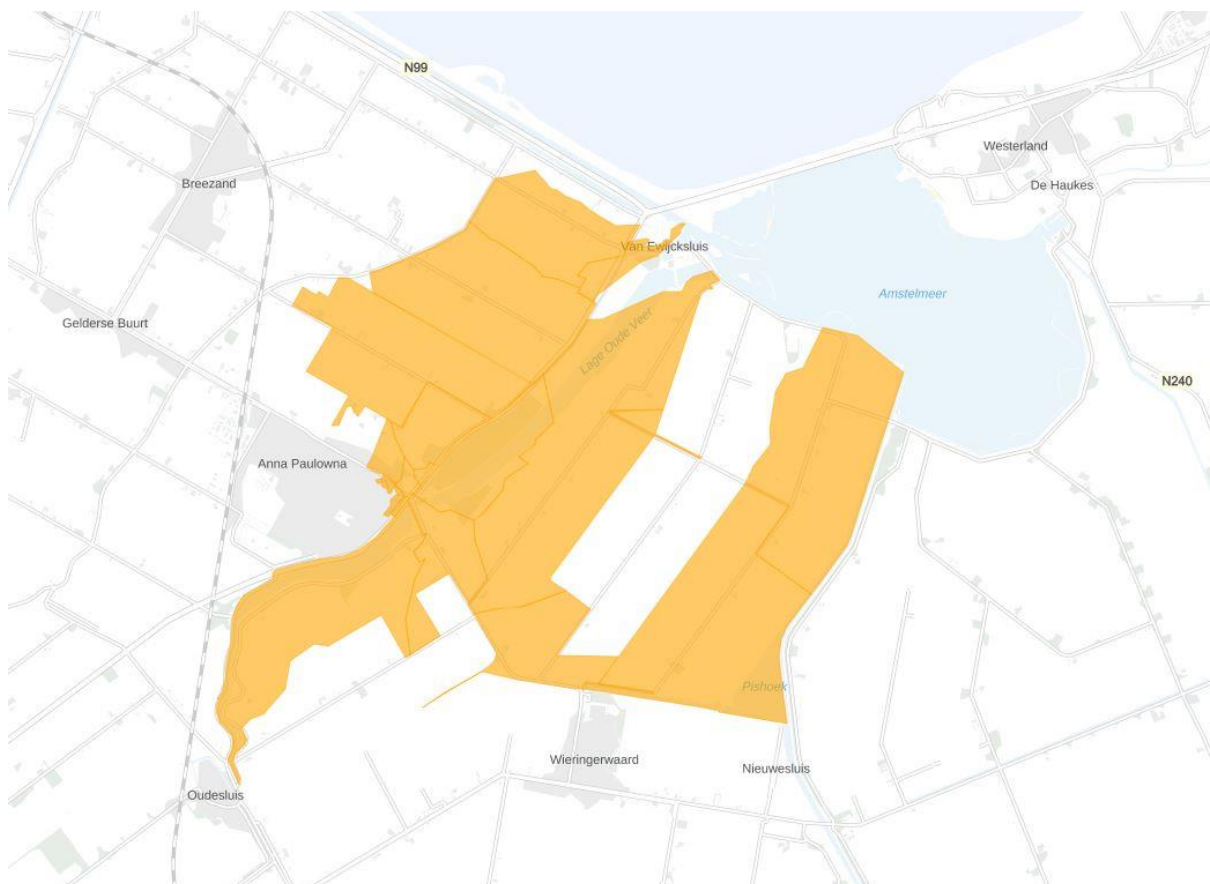 N99
Westerland
Breezand
De Haukes
Van Ewijcksluis
Amstelmeer
Gelderse Buurt
Lage Oude Veer
N240
Anna Paulowna
Pishoek
Wieringerwaard
Nieuwesluis
Oudesluis